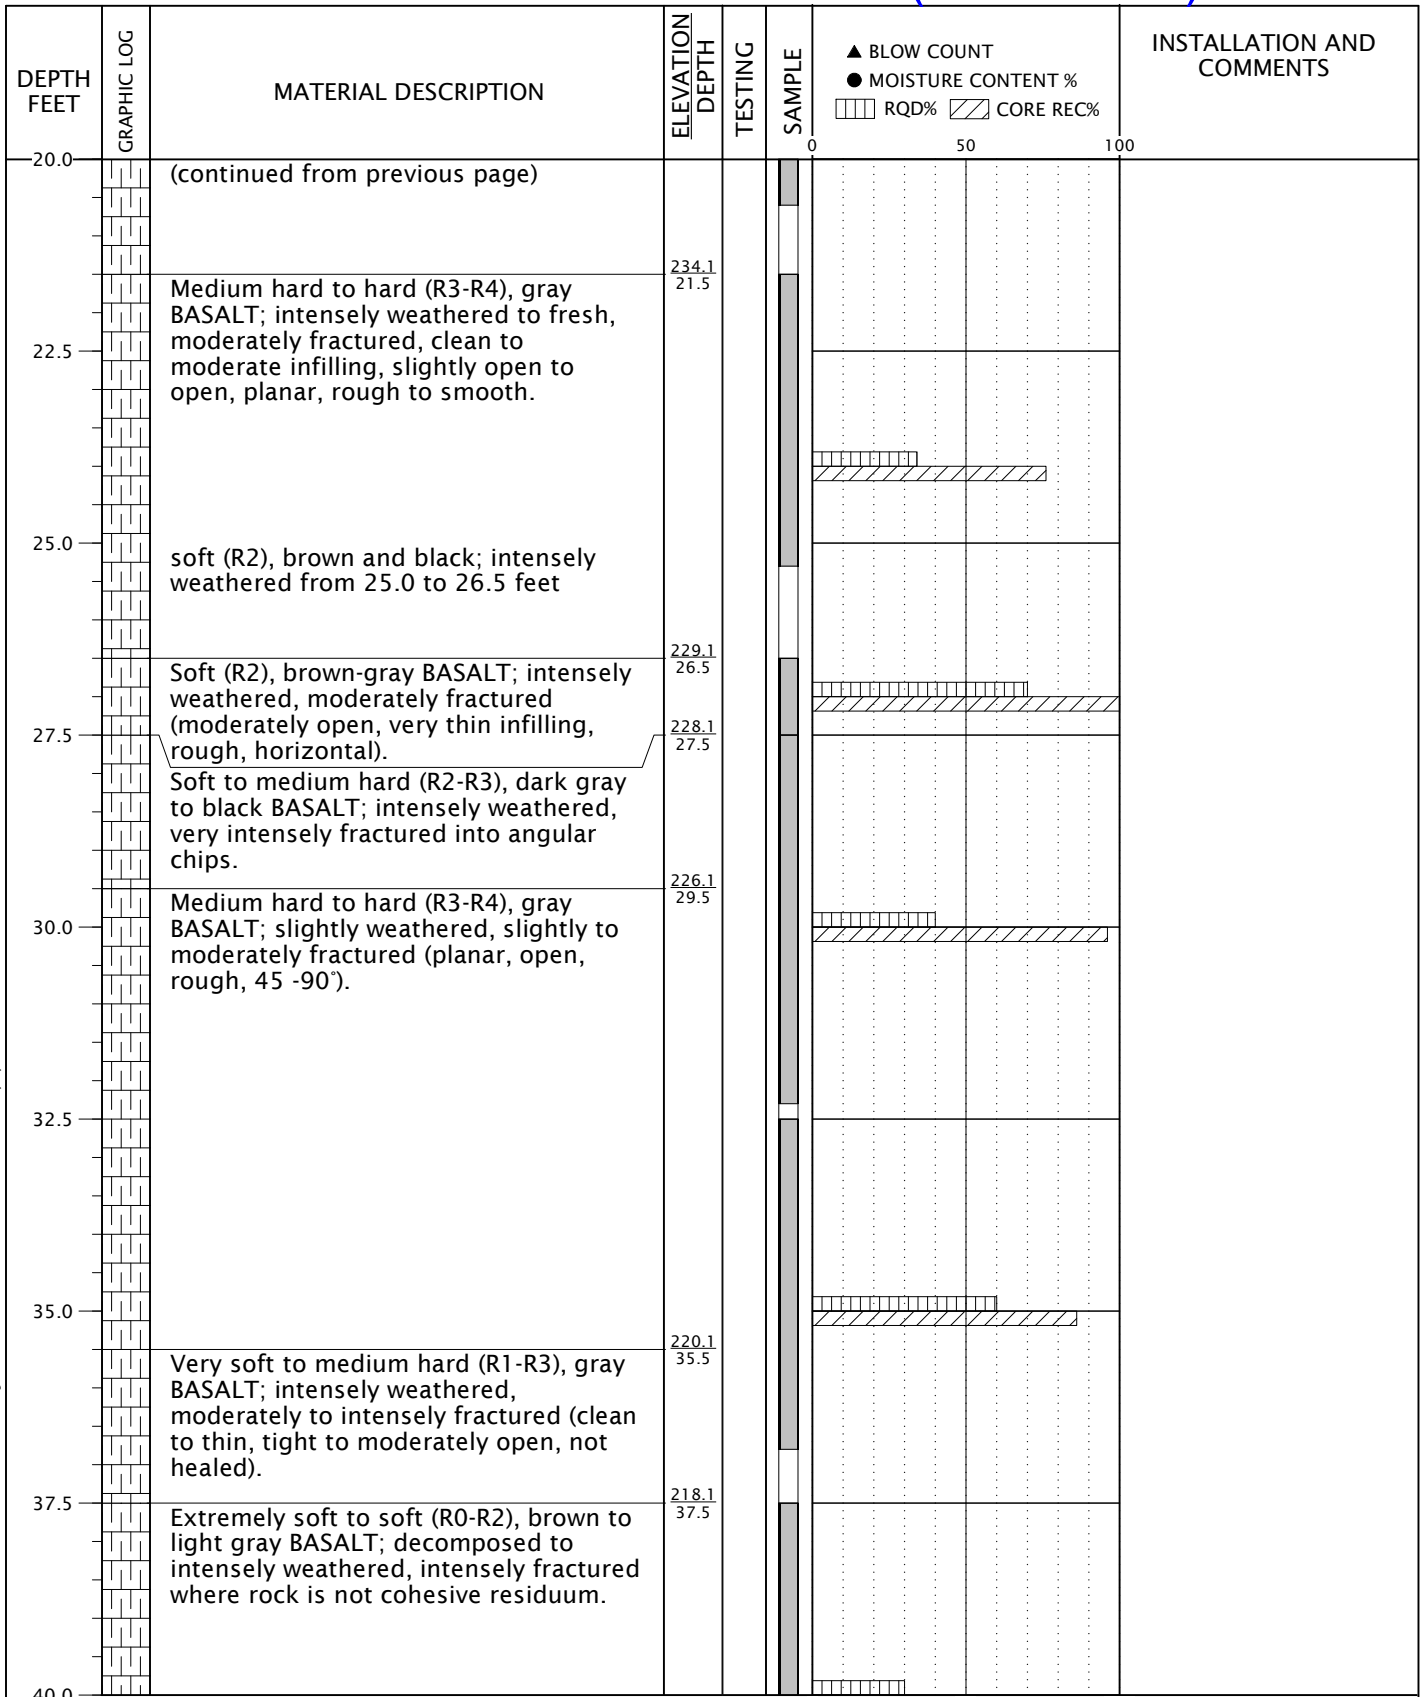 DEPTH
FEET
GRAPHIC LOG
MATERIAL DESCRIPTION
ELEVATION
DEPTH
TESTING
SAMPLE
▲ BLOW COUNT
● MOISTURE CONTENT %
RQD% CORE REC%
0 50 100
INSTALLATION AND
COMMENTS
20.0
(continued from previous page)
234.1
21.5
Medium hard to hard (R3-R4), gray
BASALT; intensely weathered to fresh,
moderately fractured, clean to
moderate infilling, slightly open to
open, planar, rough to smooth.
22.5
25.0
soft (R2), brown and black; intensely
weathered from 25.0 to 26.5 feet
229.1
26.5
Soft (R2), brown-gray BASALT; intensely
weathered, moderately fractured
(moderately open, very thin infilling,
rough, horizontal).
27.5
228.1
27.5
Soft to medium hard (R2-R3), dark gray
to black BASALT; intensely weathered,
very intensely fractured into angular
chips.
226.1
29.5
Medium hard to hard (R3-R4), gray
BASALT; slightly weathered, slightly to
moderately fractured (planar, open,
rough, 45 -90°).
30.0
32.5
35.0
220.1
35.5
Very soft to medium hard (R1-R3), gray
BASALT; intensely weathered,
moderately to intensely fractured (clean
to thin, tight to moderately open, not
healed).
37.5
218.1
37.5
Extremely soft to soft (R0-R2), brown to
light gray BASALT; decomposed to
intensely weathered, intensely fractured
where rock is not cohesive residuum.
40.0